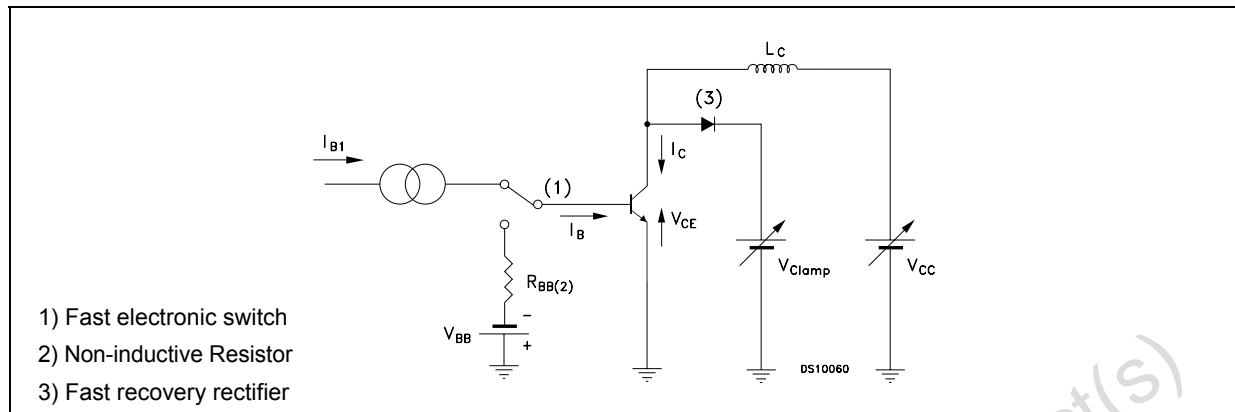 L_C
(3)
I_B1
I_C
(1)
I_B
V_CE
R_BB(2)
V_Clamp
V_CC
V_BB
−
+
1) Fast electronic switch
2) Non-inductive Resistor
3) Fast recovery rectifier
DS10060